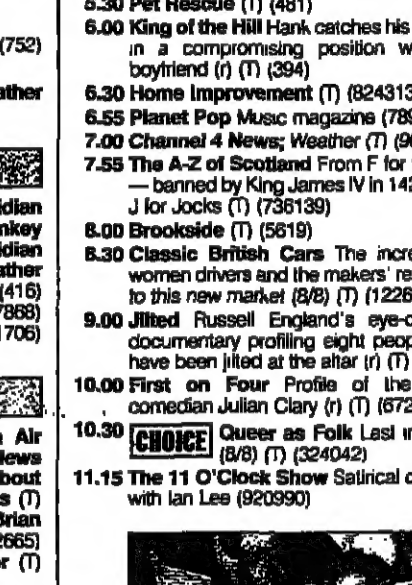 (752)
ather
dian
nkey
idian
ather
(416)
7868)
1706)
Air
lews
bout
s (T)
Brian
2665)
r (T)
5.30 Pet Rescue (T) (481)
6.00 King of the Hill Hank catches his
in a compromising position w
boyfriend (r) (T) (394)
6.30 Home Improvement (T) (824313
6.55 Planet Pop Music magazine (789
7.00 Channel 4 News; Weather (T) (9
7.55 The A-Z of Scotland From F for
— banned by King James IV in 14
J for Jocks (T) (736139)
8.00 Brookside (T) (5619)
8.30 Classic British Cars The incre
women drivers and the makers' re
to this new market (8/8) (T) (1226
9.00 Jilted Russell England's eye-o
documentary profiling eight peop
have been jilted at the altar (r) (T)
10.00 First on Four Profile of the
comedian Julian Clary (r) (T) (672
10.30 CHOICE Queer as Folk Last in
(8/8) (T) (324042)
11.15 The 11 O'Clock Show Satirical c
with Ian Lee (920990)